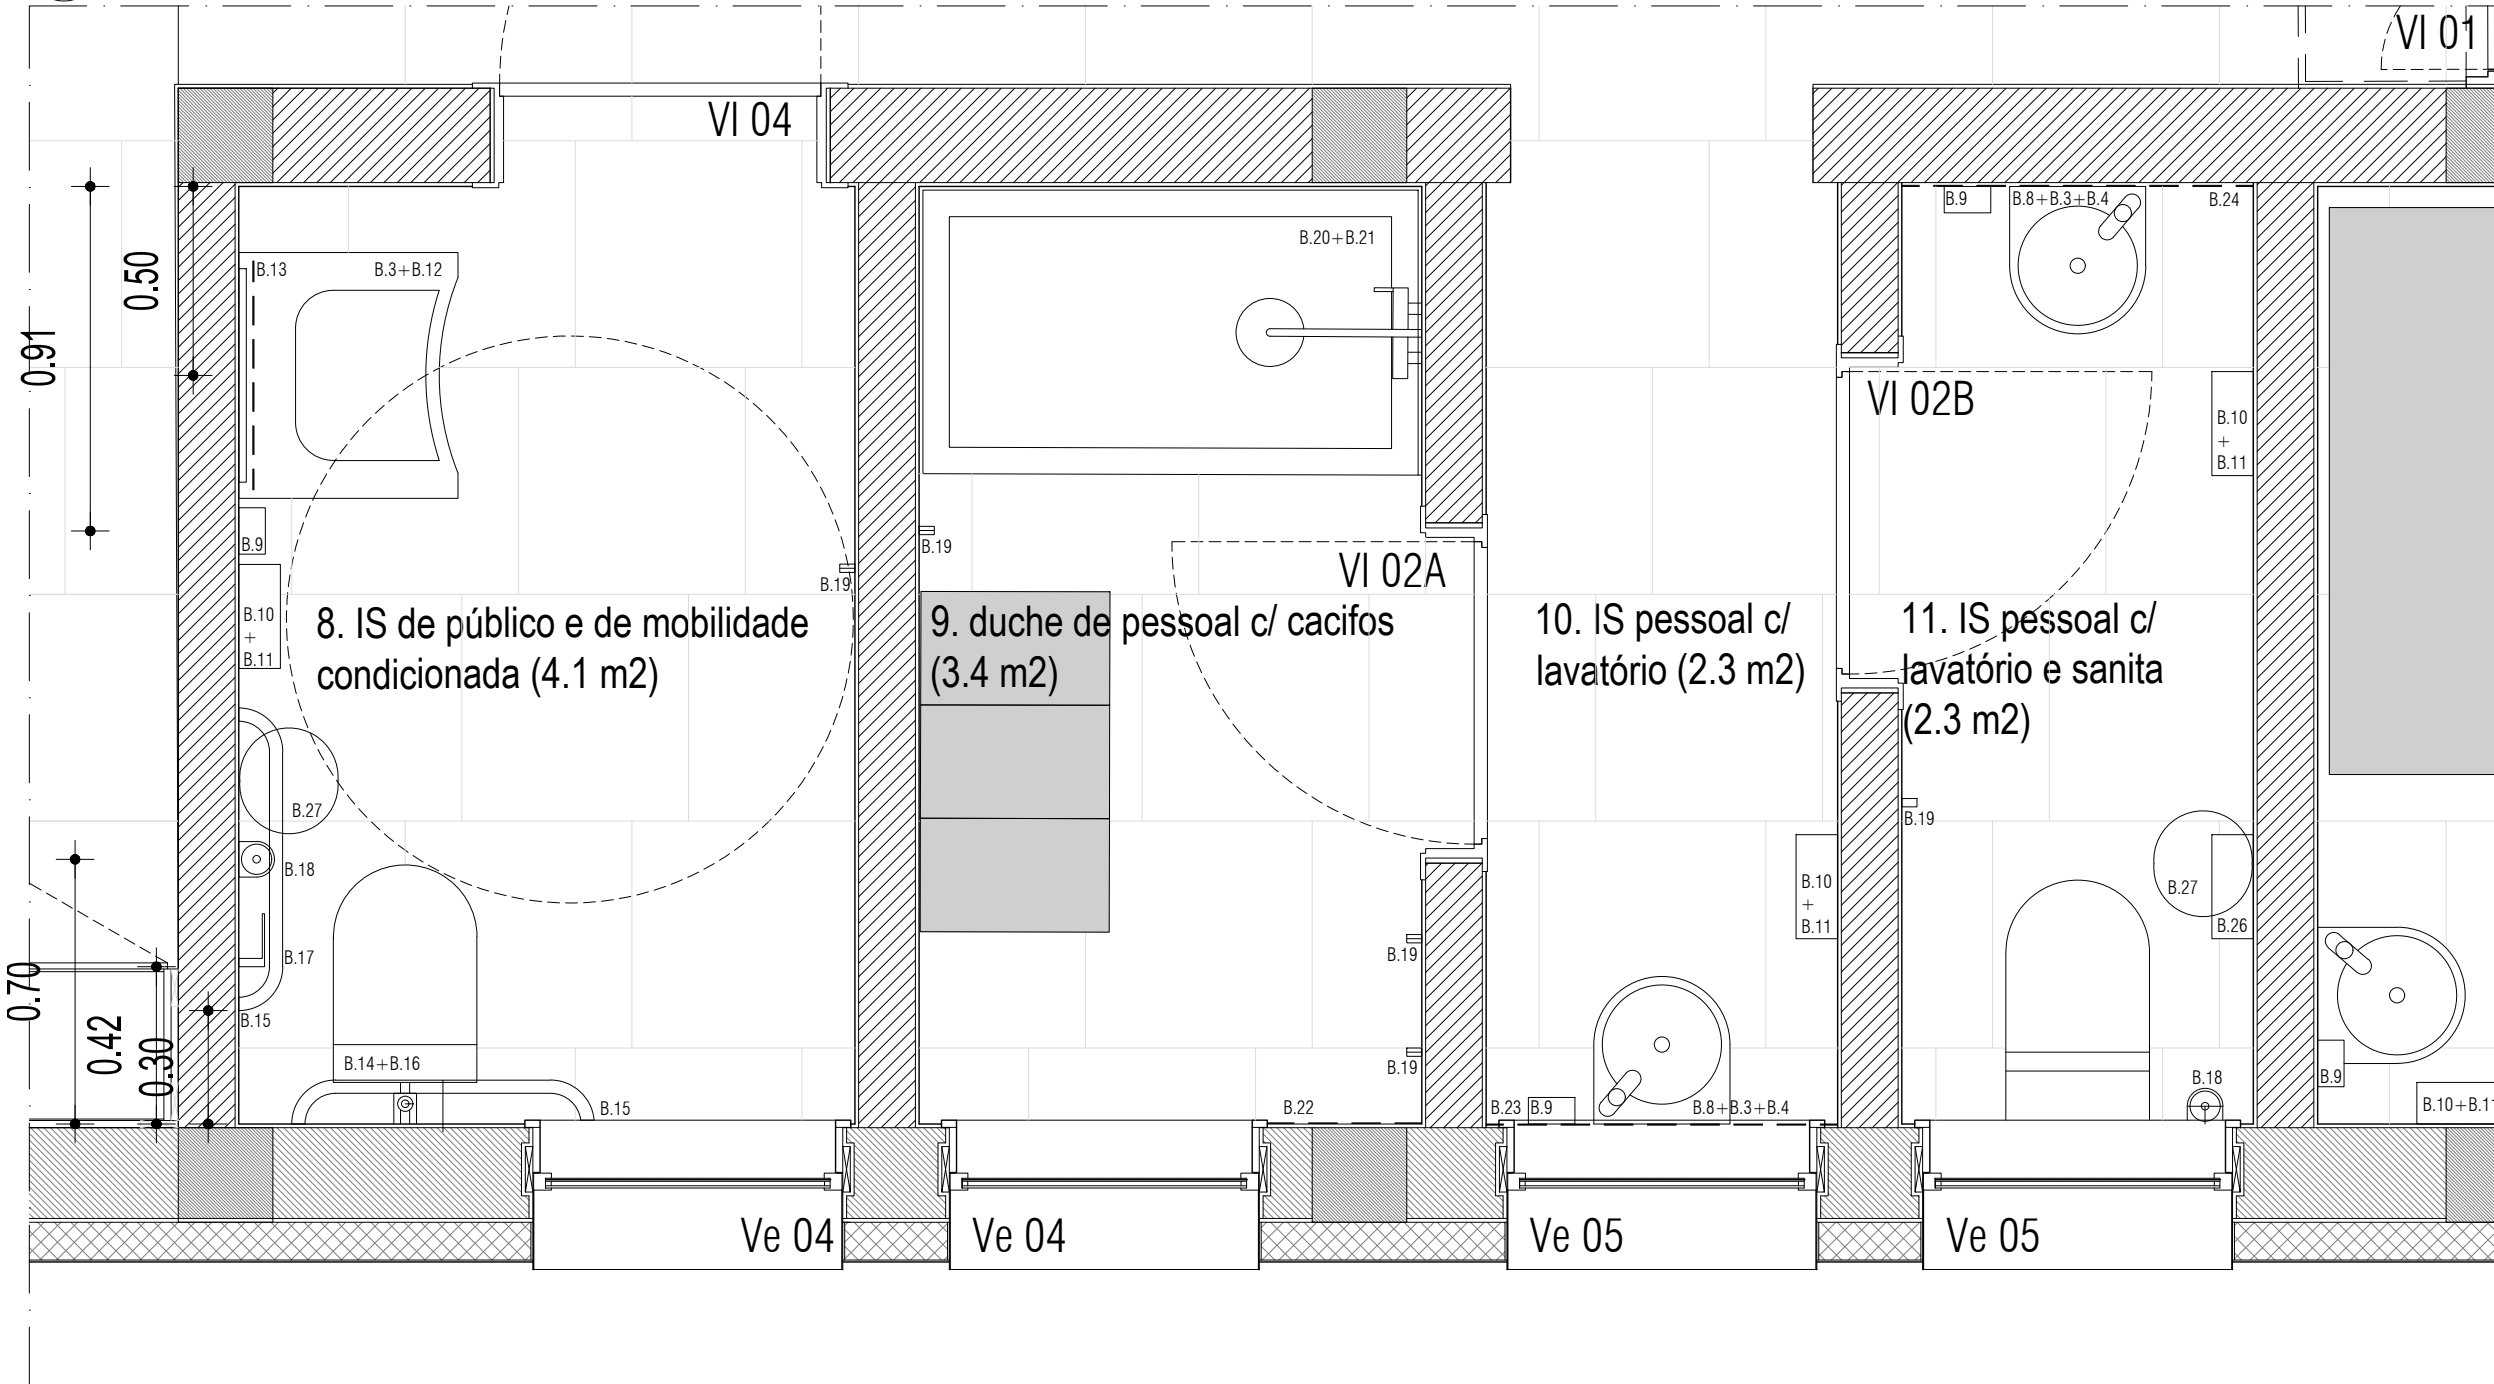 VI 01
VI 04
B.9
B.8+B.3+B.4
B.24
B.20+B.21
B.13
B.3+B.12
0.50
0.91
VI 02B
B.10
+
B.11
B.9
B.19
B.19
VI 02A
B.10
+
B.11
8. IS de público e de mobilidade
condicionada (4.1 m2)
9. duche de pessoal c/ cacifos
(3.4 m2)
10. IS pessoal c/
lavatório (2.3 m2)
11. IS pessoal c/
lavatório e sanita
(2.3 m2)
B.27
B.18
B.17
B.15
B.14+B.16
B.15
0.70
0.42
0.30
B.19
B.19
B.22
B.10
+
B.11
B.23
B.9
B.8+B.3+B.4
B.19
B.27
B.26
B.18
B.9
B.10+B.11
Ve 04
Ve 04
Ve 05
Ve 05